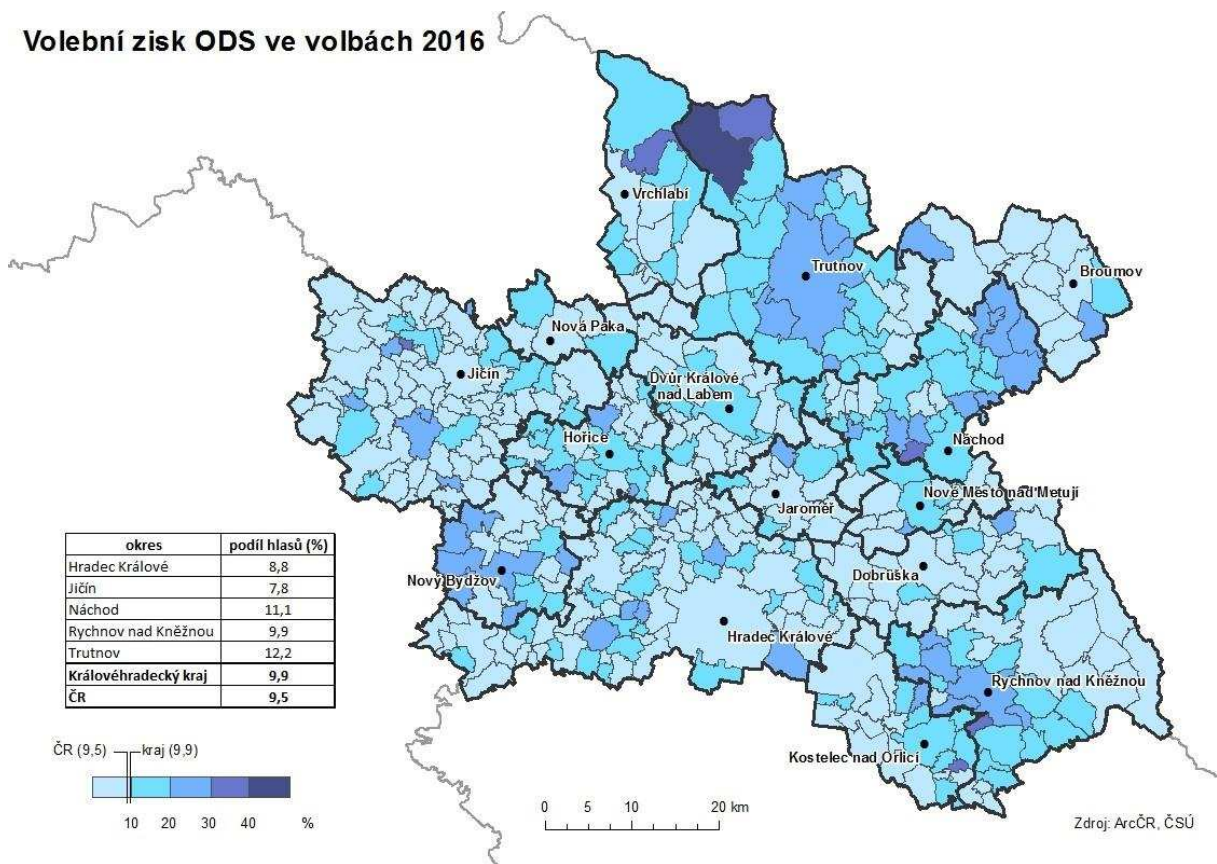 Volební zisk ODS ve volbách 2016
Vrchlabí
Trutnov
Broumov
Nová Paka
Jičín
Dvůr Králové
nad Labem
Hořice
Náchod
Nové Město nad Metují
Jaroměř
Nový Bydžov
Dobruška
Hradec Králové
Rychnov nad Kněžnou
Kostelec nad Orlicí
okres podíl hlasů (%)
Hradec Králové 8,8
Jičín 7,8
Náchod 11,1
Rychnov nad Kněžnou 9,9
Trutnov 12,2
Královéhradecký kraj 9,9
ČR 9,5
ČR (9,5) kraj (9,9)
10 20 30 40 %
0 5 10 20 km
Zdroj: ArcČR, ČSÚ